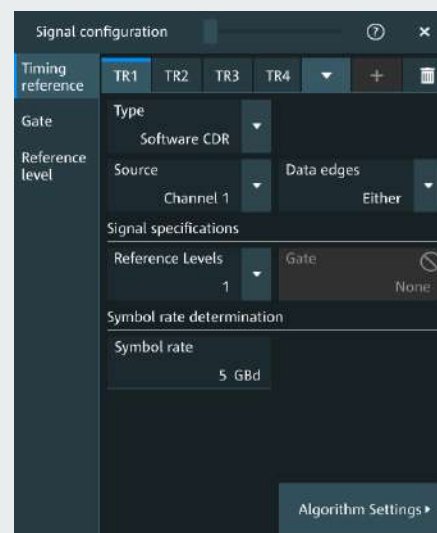 Signal configuration
Timing reference
TR1 TR2 TR3 TR4
Gate
Reference level
Type
Software CDR
Source
Channel 1
Data edges
Either
Signal specifications
Reference Levels
1
Gate
None
Symbol rate determination
Symbol rate
5 GBd
Algorithm Settings